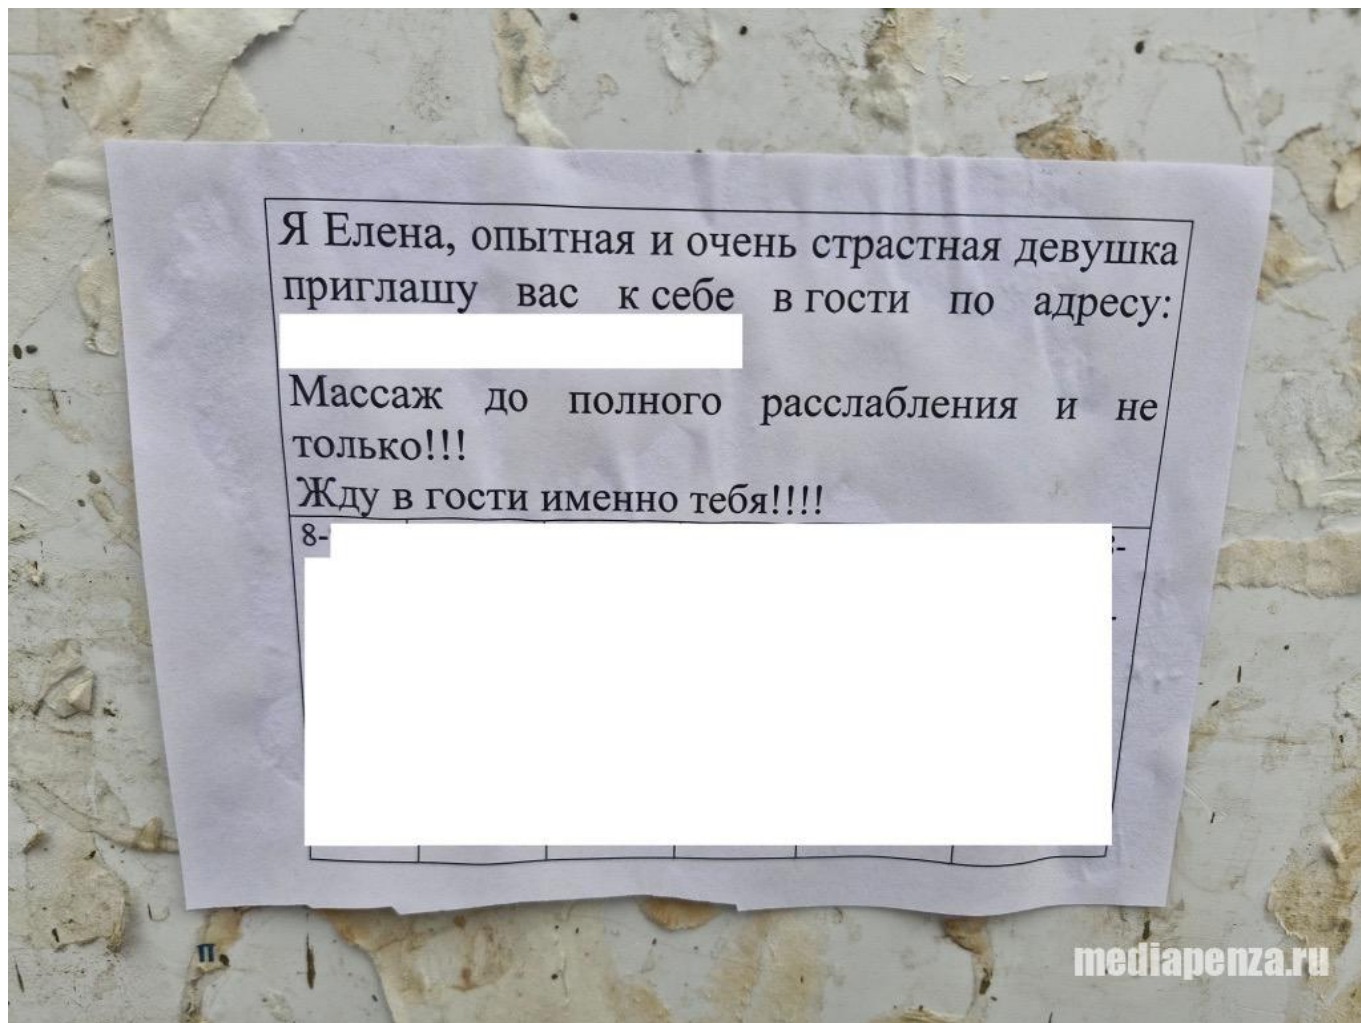 Я Елена, опытная и очень страстная девушка
приглашу вас к себе в гости по адресу:
Массаж до полного расслабления и не
только!!!
Жду в гости именно тебя!!!!
8-
п
mediapenza.ru